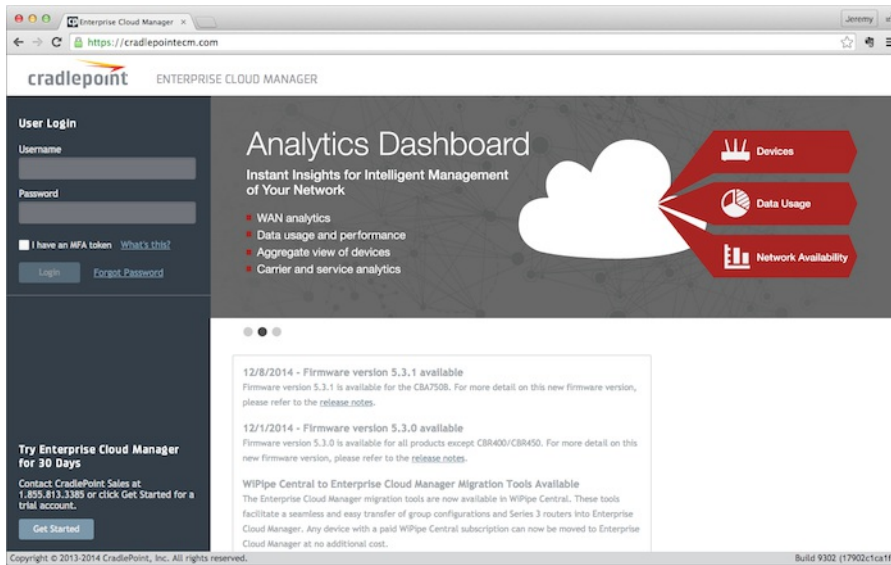 Enterprise Cloud Manager
Jeremy
https://cradlepointecm.com
cradlepoint ENTERPRISE CLOUD MANAGER
User Login
Username
Password
I have an MFA token What's this?
Login Forgot Password
Try Enterprise Cloud Manager
for 30 Days
Contact CradlePoint Sales at
1.855.813.3385 or click Get Started for a
trial account.
Get Started
Analytics Dashboard
Instant Insights for Intelligent Management
of Your Network
WAN analytics
Data usage and performance
Aggregate view of devices
Carrier and service analytics
Devices
Data Usage
Network Availability
12/8/2014 - Firmware version 5.3.1 available
Firmware version 5.3.1 is available for the CBA750B. For more detail on this new firmware version,
please refer to the release notes.
12/1/2014 - Firmware version 5.3.0 available
Firmware version 5.3.0 is available for all products except CBR400/CBR450. For more detail on this
new firmware version, please refer to the release notes.
WiPipe Central to Enterprise Cloud Manager Migration Tools Available
The Enterprise Cloud Manager migration tools are now available in WiPipe Central. These tools
facilitate a seamless and easy transfer of group configurations and Series 3 routers into Enterprise
Cloud Manager. Any device with a paid WiPipe Central subscription can now be moved to Enterprise
Cloud Manager at no additional cost.
Copyright © 2013-2014 CradlePoint, Inc. All rights reserved.
Build 9302